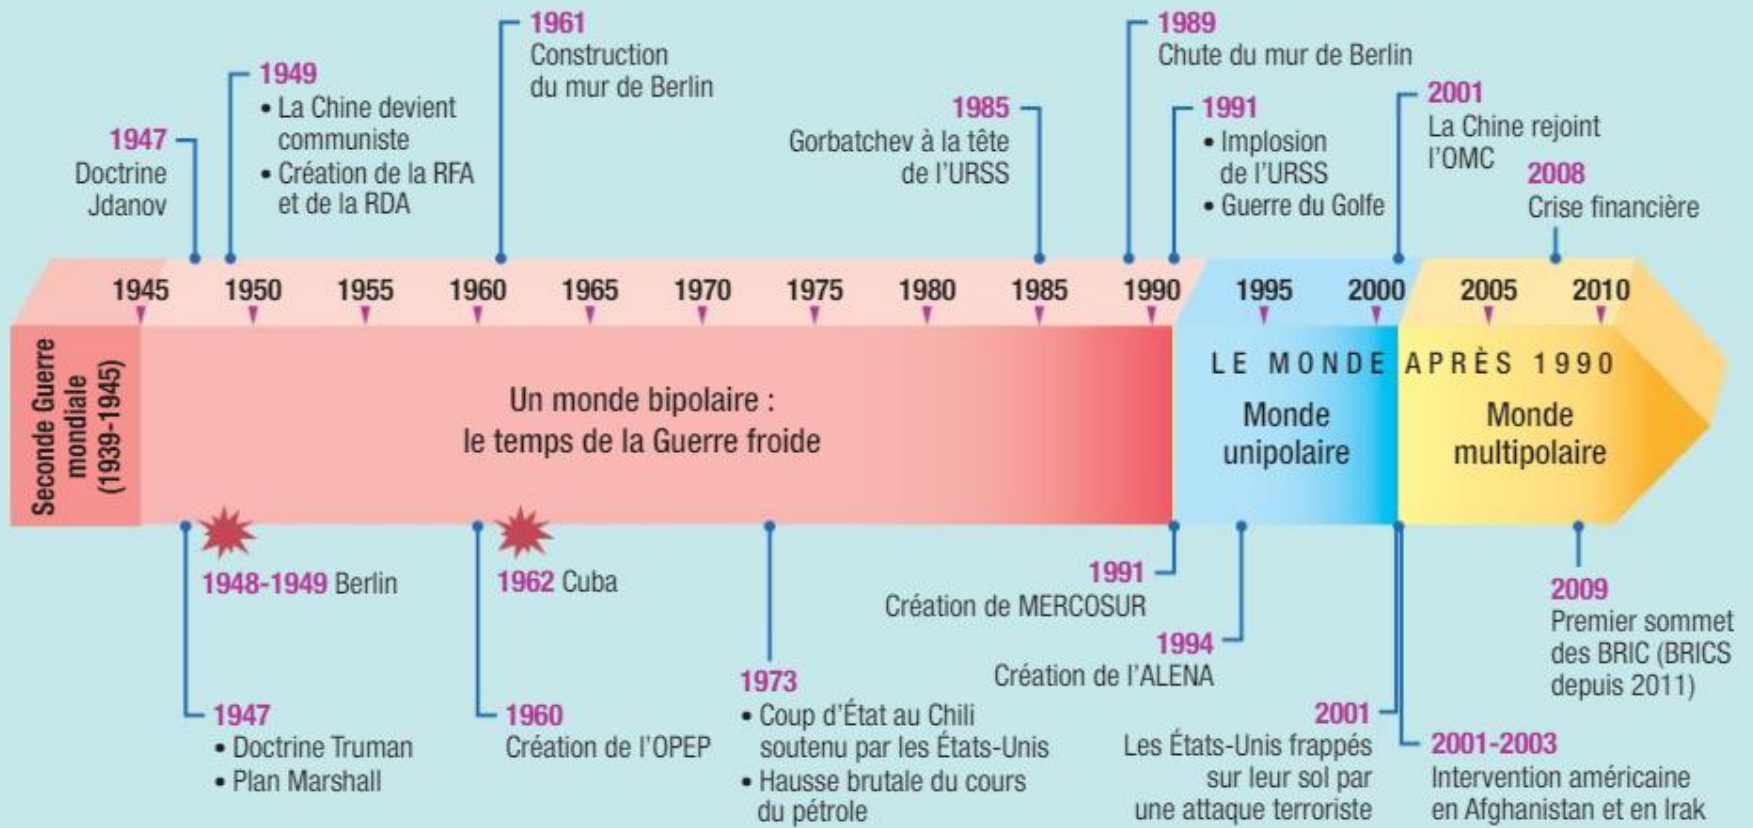 1961
Construction
du mur de Berlin
1989
Chute du mur de Berlin
1949
• La Chine devient
communiste
• Création de la RFA
et de la RDA
1947
Doctrine
Jdanov
1985
Gorbatchev à la tête
de l'URSS
1991
• Implosion
de l'URSS
• Guerre du Golfe
2001
La Chine rejoint
l'OMC
2008
Crise financière
1945 1950 1955 1960 1965 1970 1975 1980 1985 1990 1995 2000 2005 2010
Seconde Guerre
mondiale
(1939-1945)
Un monde bipolaire :
le temps de la Guerre froide
LE MONDE APRÈS 1990
Monde
unipolaire
Monde
multipolaire
1948-1949 Berlin
1962 Cuba
1991
Création de MERCOSUR
1994
Création de l'ALENA
2009
Premier sommet
des BRIC (BRICS
depuis 2011)
1947
• Doctrine Truman
• Plan Marshall
1960
Création de l'OPEP
1973
• Coup d'État au Chili
soutenu par les États-Unis
• Hausse brutale du cours
du pétrole
2001
Les États-Unis frappés
sur leur sol par
une attaque terroriste
2001-2003
Intervention américaine
en Afghanistan et en Irak